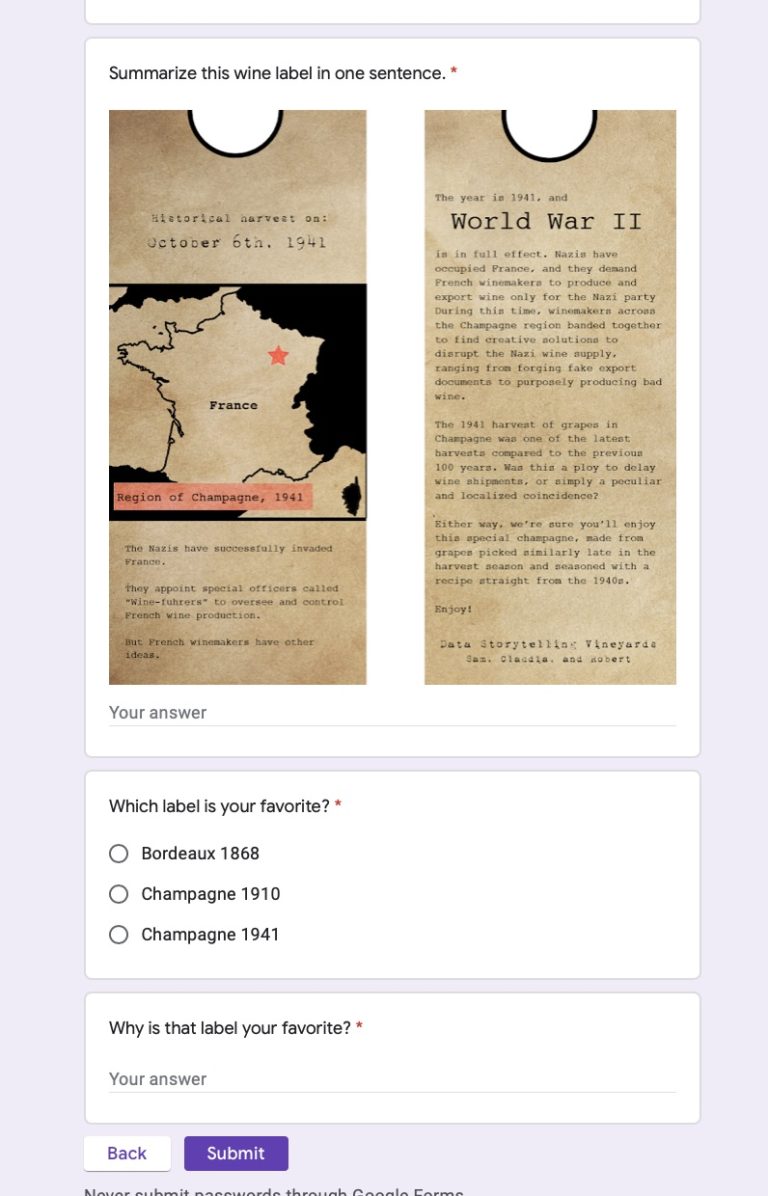 Summarize this wine label in one sentence. *
Historical harvest on:
October 6th, 1941
France
Region of Champagne, 1941
The Nazis have successfully invaded
France.
They appoint special officers called
"Wine-fuhrers" to oversee and control
French wine production.
But French winemakers have other
ideas.
The year is 1941, and
World War II
is in full effect. Nazis have
occupied France, and they demand
French winemakers to produce and
export wine only for the Nazi party
During this time, winemakers across
the Champagne region banded together
to find creative solutions to
disrupt the Nazi wine supply,
ranging from forging fake export
documents to purposely producing bad
wine.
The 1941 harvest of grapes in
Champagne was one of the latest
harvests compared to the previous
100 years. Was this a ploy to delay
wine shipments, or simply a peculiar
and localized coincidence?
Either way, we're sure you'll enjoy
this special champagne, made from
grapes picked similarly late in the
harvest season and seasoned with a
recipe straight from the 1940s.
Enjoy!
Data Storytelling Vineyards
Sam, Claudia, and Robert
Your answer
Which label is your favorite? *
Bordeaux 1868
Champagne 1910
Champagne 1941
Why is that label your favorite? *
Your answer
Back
Submit
Never submit passwords through Google Forms.